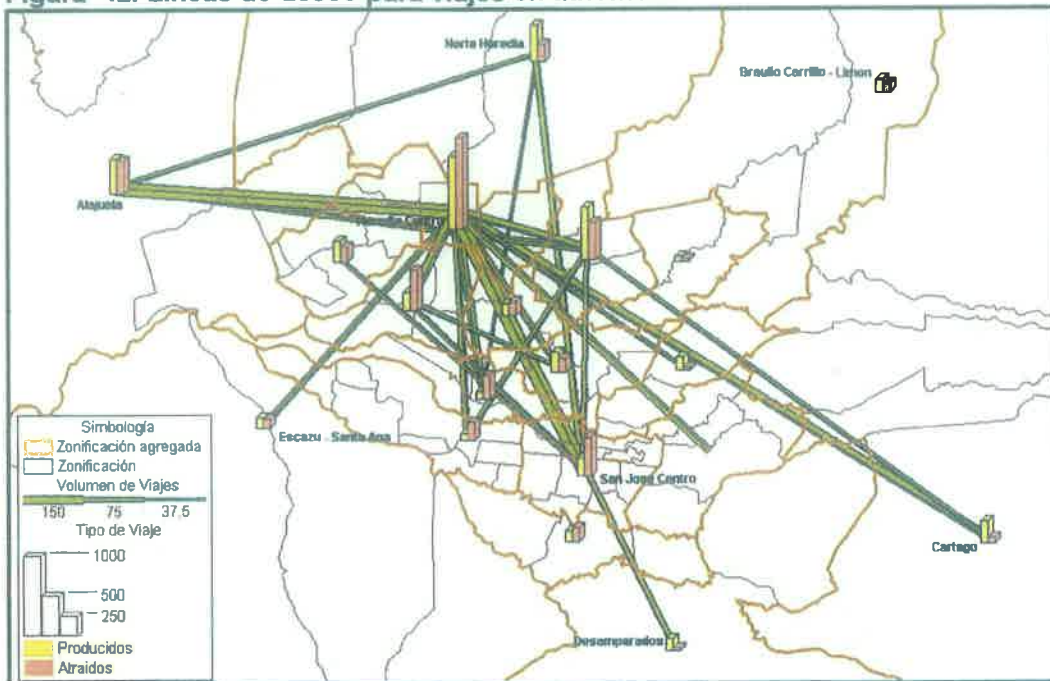 Norte Heredia
Braulio Carrillo - Limon
Alajuela
Escazu - Santa Ana
San José Centro
Cartago
Desamparados
Simbología
Zonificación agregada
Zonificación
Volumen de Viajes
150 75 37,5
Tipo de Viaje
1000
500
250
Producidos
Atraidos